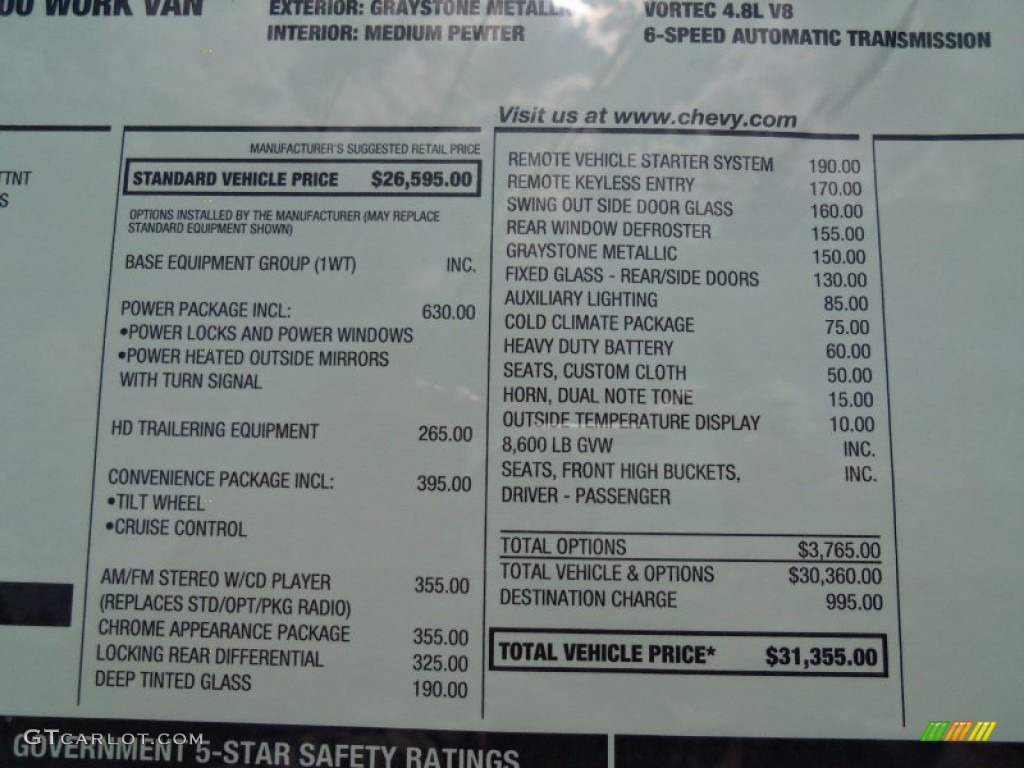 00 WORK VAN
EXTERIOR: GRAYSTONE METALLIC
INTERIOR: MEDIUM PEWTER
VORTEC 4.8L V8
6-SPEED AUTOMATIC TRANSMISSION
TTNT
S
MANUFACTURER'S SUGGESTED RETAIL PRICE
STANDARD VEHICLE PRICE $26,595.00
OPTIONS INSTALLED BY THE MANUFACTURER (MAY REPLACE
STANDARD EQUIPMENT SHOWN)
BASE EQUIPMENT GROUP (1WT) INC.
POWER PACKAGE INCL: 630.00
•POWER LOCKS AND POWER WINDOWS
•POWER HEATED OUTSIDE MIRRORS
WITH TURN SIGNAL
HD TRAILERING EQUIPMENT 265.00
CONVENIENCE PACKAGE INCL: 395.00
•TILT WHEEL
•CRUISE CONTROL
AM/FM STEREO W/CD PLAYER 355.00
(REPLACES STD/OPT/PKG RADIO)
CHROME APPEARANCE PACKAGE 355.00
LOCKING REAR DIFFERENTIAL 325.00
DEEP TINTED GLASS 190.00
Visit us at www.chevy.com
REMOTE VEHICLE STARTER SYSTEM 190.00
REMOTE KEYLESS ENTRY 170.00
SWING OUT SIDE DOOR GLASS 160.00
REAR WINDOW DEFROSTER 155.00
GRAYSTONE METALLIC 150.00
FIXED GLASS - REAR/SIDE DOORS 130.00
AUXILIARY LIGHTING 85.00
COLD CLIMATE PACKAGE 75.00
HEAVY DUTY BATTERY 60.00
SEATS, CUSTOM CLOTH 50.00
HORN, DUAL NOTE TONE 15.00
OUTSIDE TEMPERATURE DISPLAY 10.00
8,600 LB GVW INC.
SEATS, FRONT HIGH BUCKETS, INC.
DRIVER - PASSENGER
TOTAL OPTIONS $3,765.00
TOTAL VEHICLE & OPTIONS $30,360.00
DESTINATION CHARGE 995.00
TOTAL VEHICLE PRICE* $31,355.00
GTCARLOT.COM
GOVERNMENT 5-STAR SAFETY RATINGS